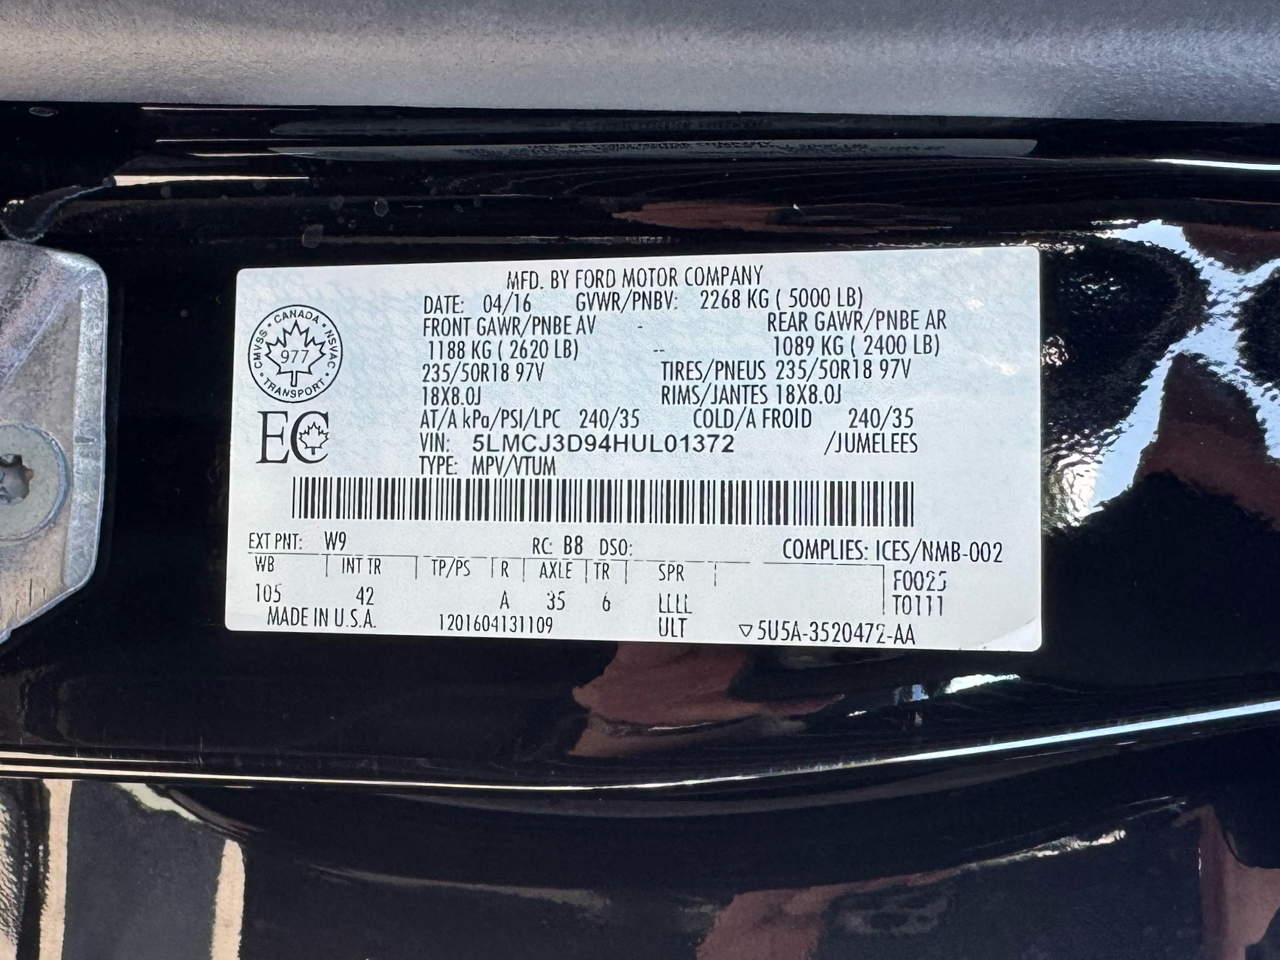 MFD. BY FORD MOTOR COMPANY
DATE: 04/16 GVWR/PNBV: 2268 KG ( 5000 LB)
FRONT GAWR/PNBE AV - REAR GAWR/PNBE AR
1188 KG ( 2620 LB) -- 1089 KG ( 2400 LB)
235/50R18 97V TIRES/PNEUS 235/50R18 97V
18X8.0J RIMS/JANTES 18X8.0J
AT/A kPa/PSI/LPC 240/35 COLD/A FROID 240/35
VIN: 5LMCJ3D94HUL01372 /JUMELEES
TYPE: MPV/VTUM
CANADA
CMVSS NSVAC
977
TRANSPORT
EC
EXT PNT: W9 RC: B8 DSO: COMPLIES: ICES/NMB-002
WB INT TR TP/PS R AXLE TR SPR F0025
105 42 A 35 6 LLLL T0111
MADE IN U.S.A. 1201604131109 ULT ▽5U5A-3520472-AA